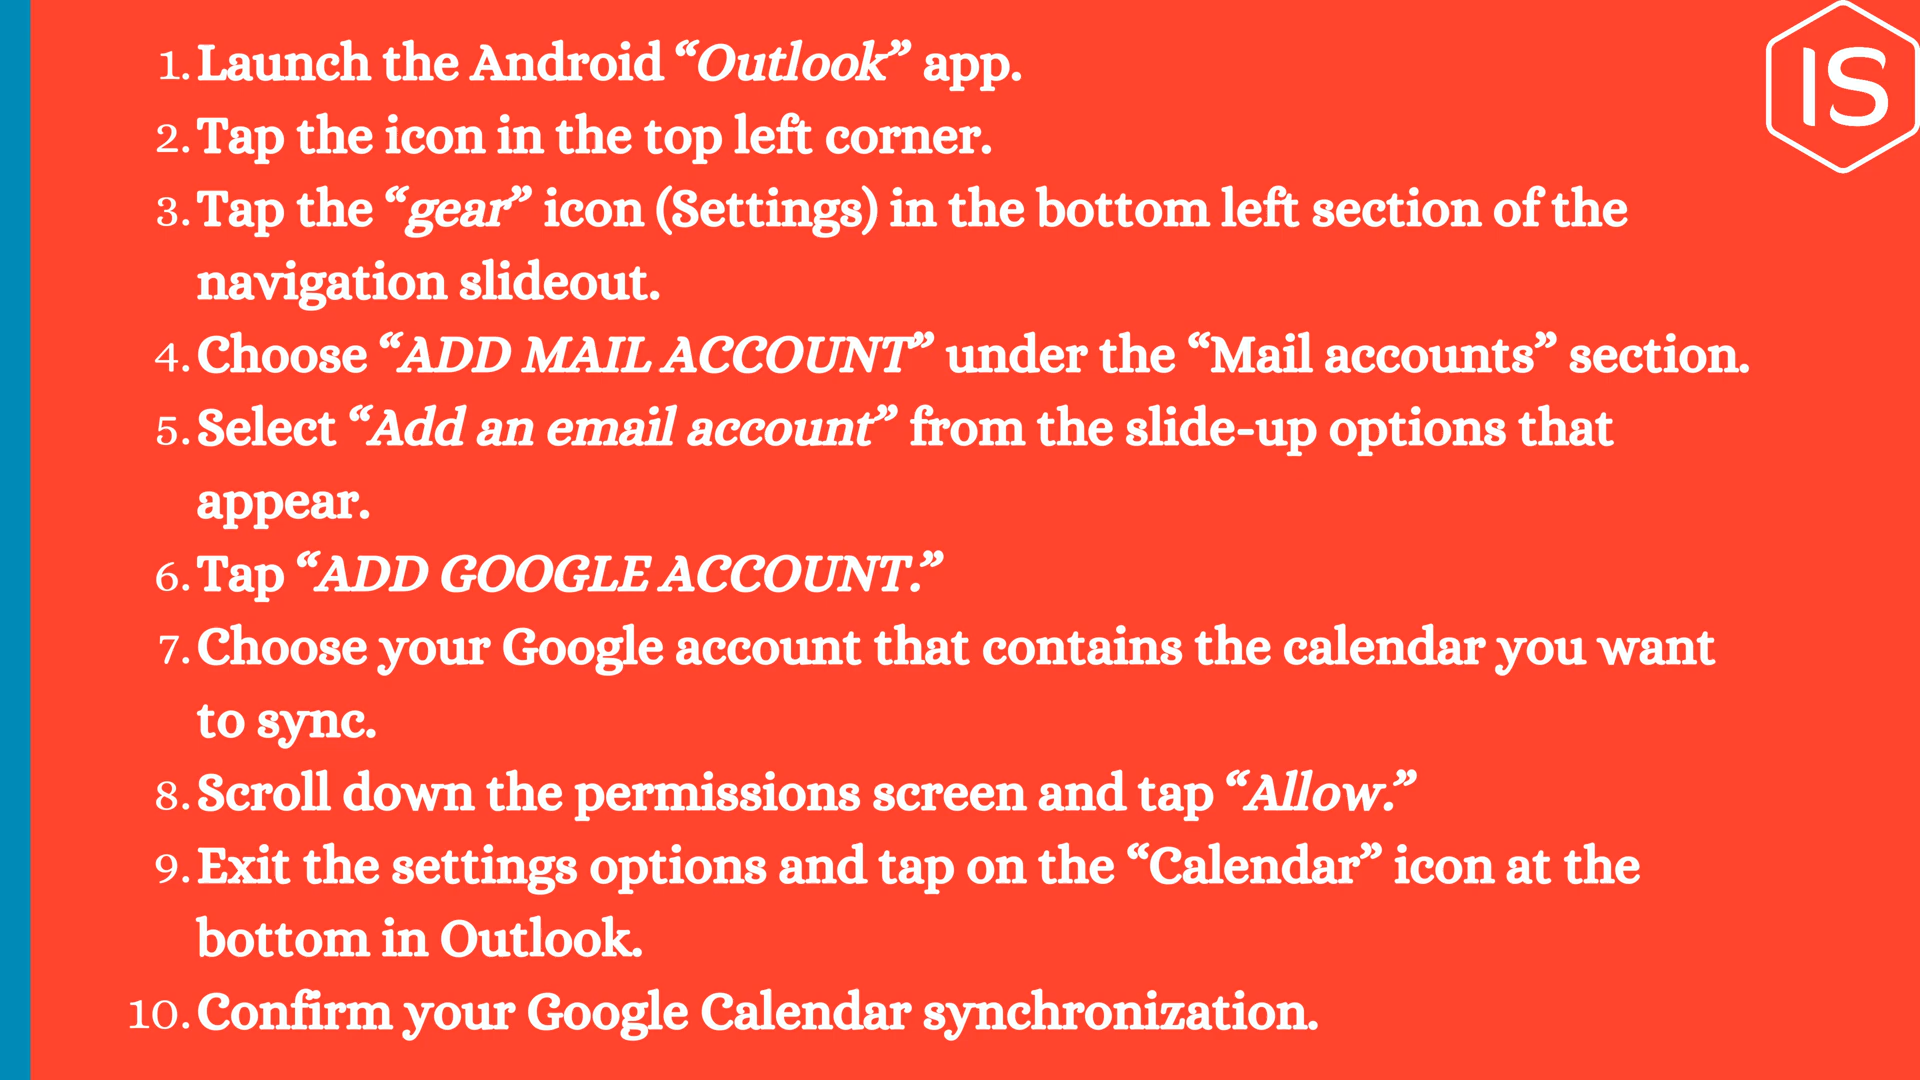 IS
1. Launch the Android “Outlook” app.
2. Tap the icon in the top left corner.
3. Tap the “gear” icon (Settings) in the bottom left section of the
navigation slideout.
4. Choose “ADD MAIL ACCOUNT” under the “Mail accounts” section.
5. Select “Add an email account” from the slide-up options that
appear.
6. Tap “ADD GOOGLE ACCOUNT.”
7. Choose your Google account that contains the calendar you want
to sync.
8. Scroll down the permissions screen and tap “Allow.”
9. Exit the settings options and tap on the “Calendar” icon at the
bottom in Outlook.
10. Confirm your Google Calendar synchronization.